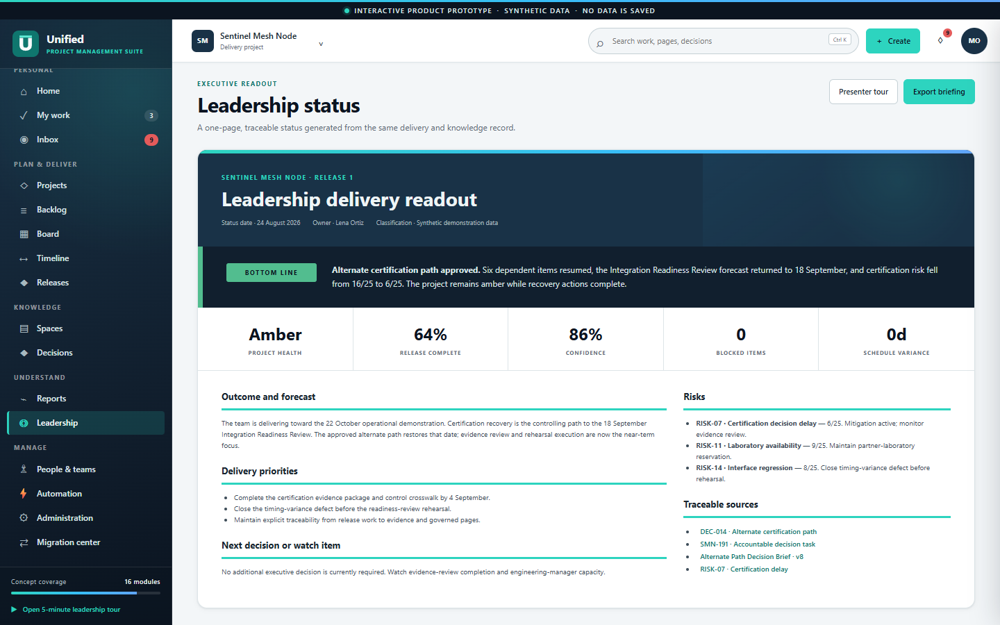 INTERACTIVE PRODUCT PROTOTYPE · SYNTHETIC DATA · NO DATA IS SAVED
Unified
PROJECT MANAGEMENT SUITE
PERSONAL
Home
My work 3
Inbox 9
PLAN & DELIVER
Projects
Backlog
Board
Timeline
Releases
KNOWLEDGE
Spaces
Decisions
UNDERSTAND
Reports
Leadership
MANAGE
People & teams
Automation
Administration
Migration center
Concept coverage 16 modules
Open 5-minute leadership tour
SM
Sentinel Mesh Node
Delivery project
Search work, pages, decisions
Ctrl K
+ Create
9
MO
EXECUTIVE READOUT
Leadership status
A one-page, traceable status generated from the same delivery and knowledge record.
Presenter tour
Export briefing
SENTINEL MESH NODE · RELEASE 1
Leadership delivery readout
Status date · 24 August 2026 Owner · Lena Ortiz Classification · Synthetic demonstration data
BOTTOM LINE
Alternate certification path approved. Six dependent items resumed, the Integration Readiness Review forecast returned to 18 September, and certification risk fell
from 16/25 to 6/25. The project remains amber while recovery actions complete.
Amber
PROJECT HEALTH
64%
RELEASE COMPLETE
86%
CONFIDENCE
0
BLOCKED ITEMS
0d
SCHEDULE VARIANCE
Outcome and forecast
The team is delivering toward the 22 October operational demonstration. Certification recovery is the controlling path to the 18 September
Integration Readiness Review. The approved alternate path restores that date; evidence review and rehearsal execution are now the near-term
focus.
Delivery priorities
Complete the certification evidence package and control crosswalk by 4 September.
Close the timing-variance defect before the readiness-review rehearsal.
Maintain explicit traceability from release work to evidence and governed pages.
Next decision or watch item
No additional executive decision is currently required. Watch evidence-review completion and engineering-manager capacity.
Risks
RISK-07 · Certification decision delay — 6/25. Mitigation active; monitor
evidence review.
RISK-11 · Laboratory availability — 9/25. Maintain partner-laboratory
reservation.
RISK-14 · Interface regression — 8/25. Close timing-variance defect before
rehearsal.
Traceable sources
DEC-014 · Alternate certification path
SMN-191 · Accountable decision task
Alternate Path Decision Brief · v8
RISK-07 · Certification delay